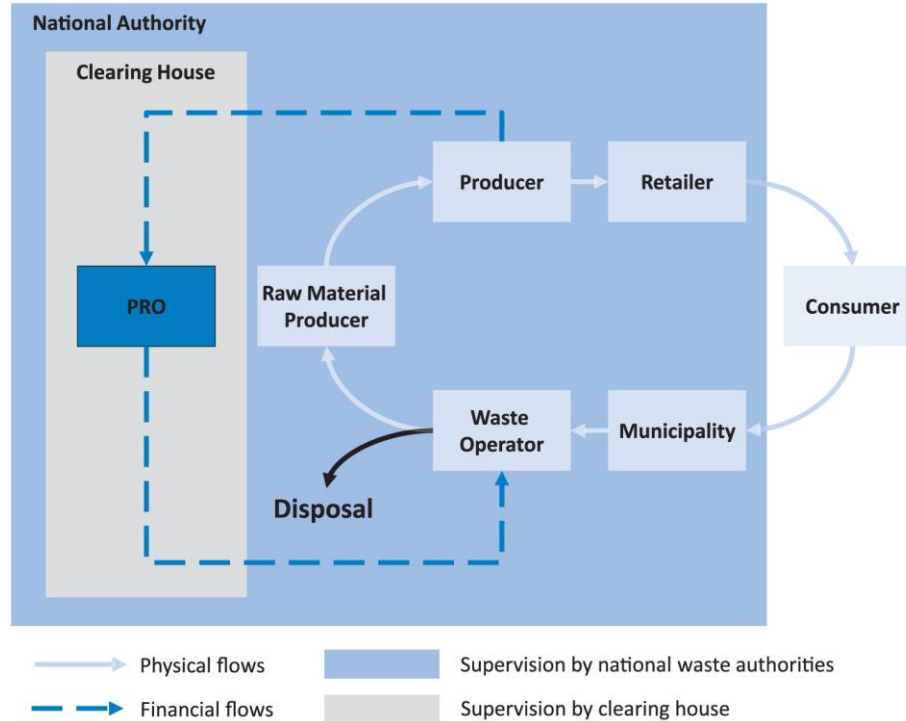 National Authority
Clearing House
Producer
Retailer
PRO
Raw Material
Producer
Consumer
Waste
Operator
Municipality
Disposal
Physical flows
Supervision by national waste authorities
Financial flows
Supervision by clearing house